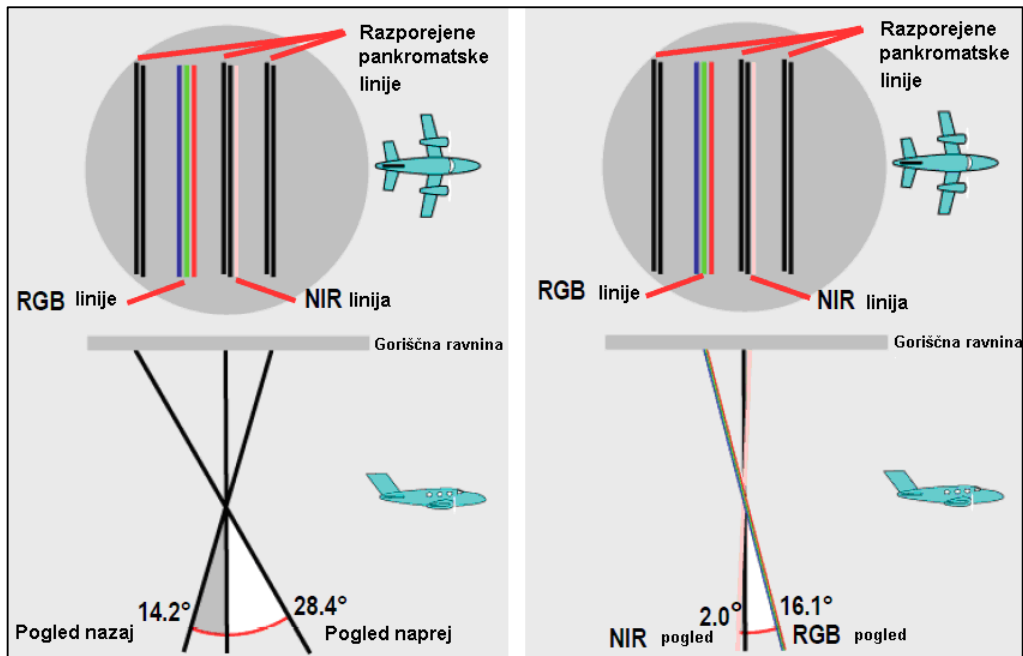 Razporejene
pankromatske
linije
RGB linije
NIR linija
Goriščna ravnina
14.2°
28.4°
Pogled nazaj
Pogled naprej
Razporejene
pankromatske
linije
RGB linije
NIR linija
Goriščna ravnina
2.0°
16.1°
NIR pogled
RGB pogled